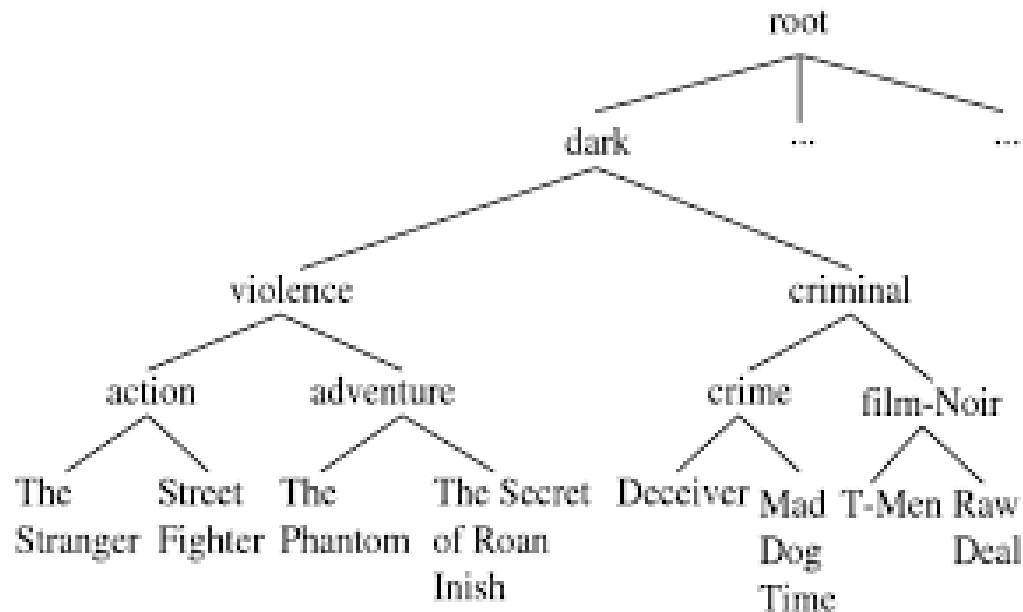 root
dark ... ...
violence criminal
action adventure crime film-Noir
The Street The The Secret Deceiver Mad T-Men Raw
Stranger Fighter Phantom of Roan Dog Deal
Inish Time